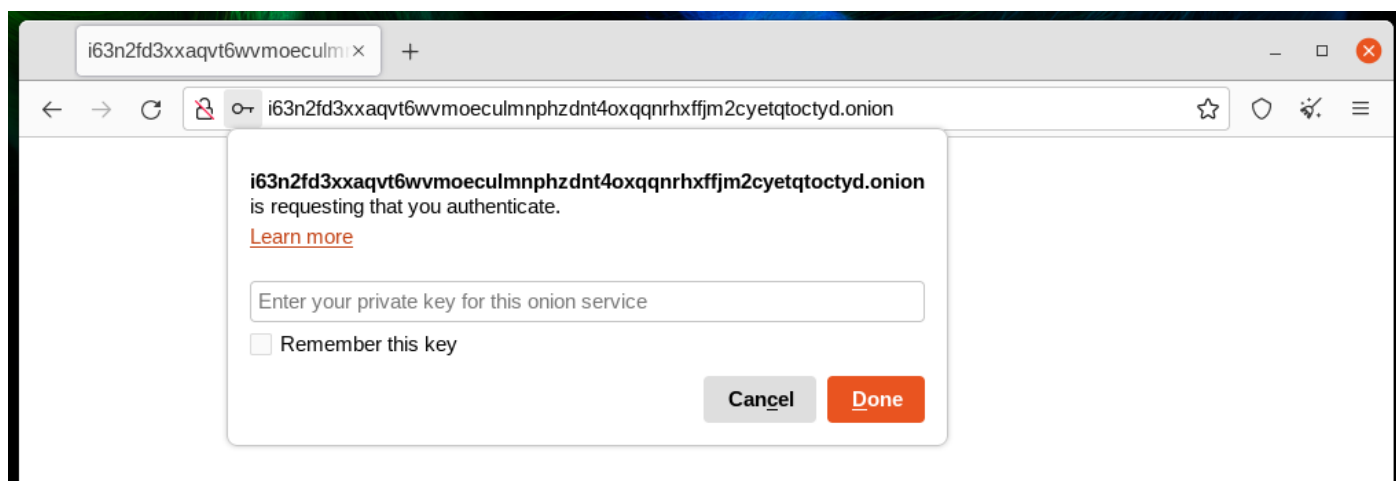 i63n2fd3xxaqvt6wvmoeculm
i63n2fd3xxaqvt6wvmoeculmnphzdnt4oxqqnrhxffjm2cyetqtoctyd.onion
i63n2fd3xxaqvt6wvmoeculmnphzdnt4oxqqnrhxffjm2cyetqtoctyd.onion
is requesting that you authenticate.
Learn more
Enter your private key for this onion service
Remember this key
Cancel Done